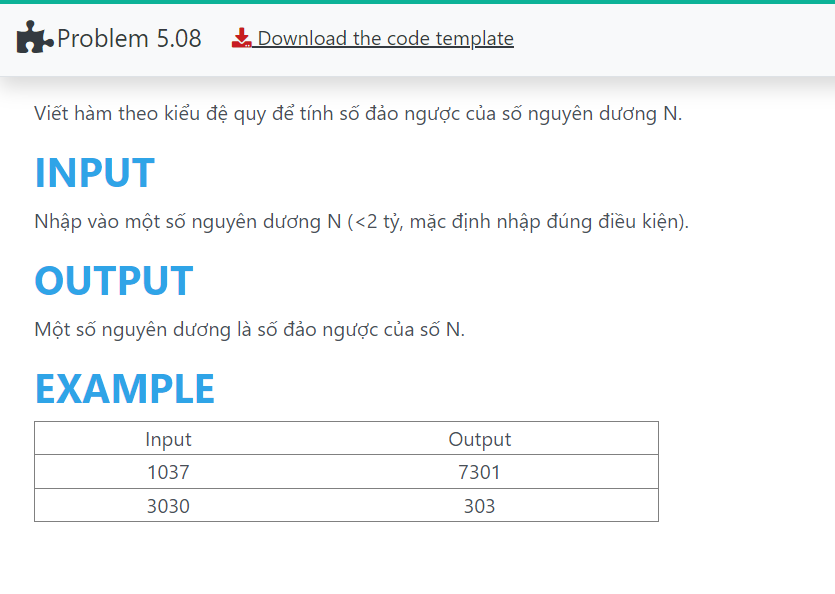 Problem 5.08 Download the code template
Viết hàm theo kiểu đệ quy để tính số đảo ngược của số nguyên dương N.
INPUT
Nhập vào một số nguyên dương N (<2 tỷ, mặc định nhập đúng điều kiện).
OUTPUT
Một số nguyên dương là số đảo ngược của số N.
EXAMPLE
Input Output
1037 7301
3030 303